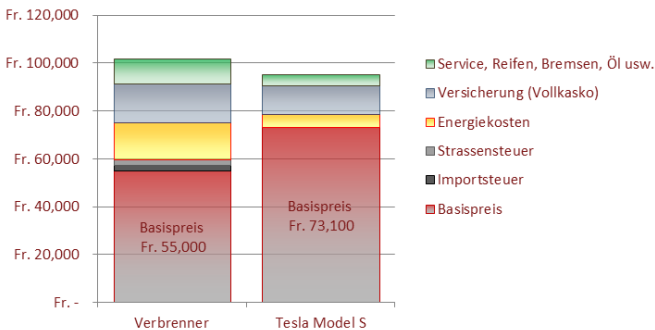 Fr. 120,000
Fr. 100,000
Fr. 80,000
Fr. 60,000
Fr. 40,000
Fr. 20,000
Fr. -
Basispreis
Fr. 55,000
Basispreis
Fr. 73,100
Verbrenner
Tesla Model S
Service, Reifen, Bremsen, Öl usw.
Versicherung (Vollkasko)
Energiekosten
Strassensteuer
Importsteuer
Basispreis